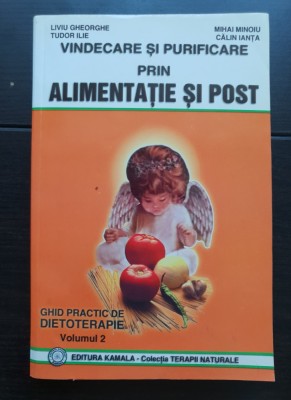 LIVIU GHEORGHE
TUDOR ILIE
MIHAI MINOIU
CĂLIN IANȚA
VINDECARE ȘI PURIFICARE
PRIN
ALIMENTAȚIE ȘI POST
GHID PRACTIC DE
DIETOTERAPIE
Volumul 2
EDITURA KAMALA - Colecția TERAPII NATURALE